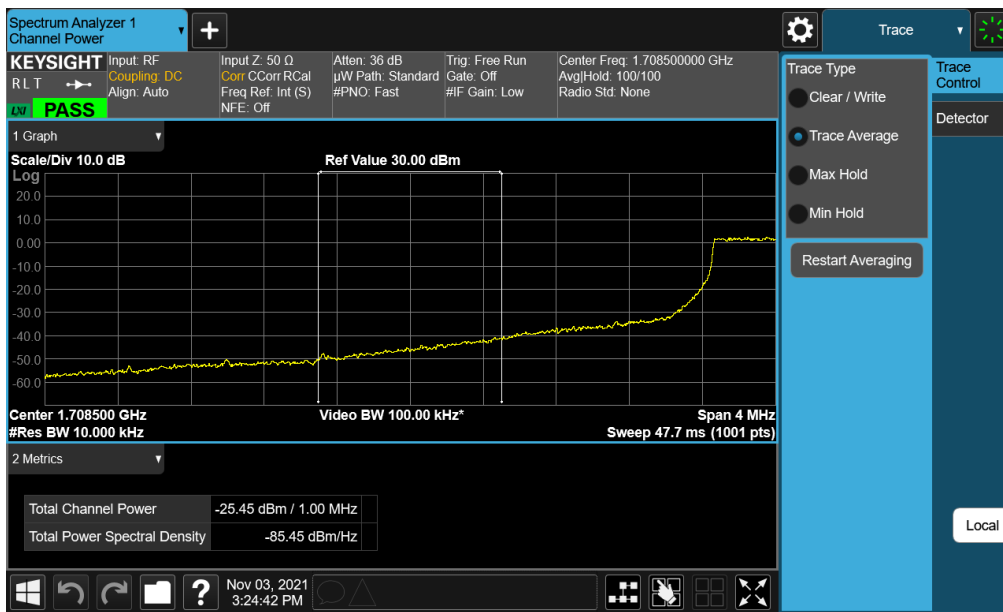 Spectrum Analyzer 1
Channel Power
+
Trace
KEYSIGHT
Input: RF
Input Z: 50 Ω
Atten: 36 dB
Trig: Free Run
Center Freq: 1.708500000 GHz
RLT
Coupling: DC
Corr CCorr RCal
µW Path: Standard
Gate: Off
Avg|Hold: 100/100
Align: Auto
Freq Ref: Int (S)
#PNO: Fast
#IF Gain: Low
Radio Std: None
LXI
PASS
NFE: Off
Trace Type
Clear / Write
Trace Average
Max Hold
Min Hold
Restart Averaging
Trace
Control
Detector
Local
1 Graph
Scale/Div 10.0 dB
Ref Value 30.00 dBm
Log
20.0
10.0
0.00
-10.0
-20.0
-30.0
-40.0
-50.0
-60.0
Center 1.708500 GHz
Video BW 100.00 kHz*
Span 4 MHz
#Res BW 10.000 kHz
Sweep 47.7 ms (1001 pts)
2 Metrics
Total Channel Power
-25.45 dBm / 1.00 MHz
Total Power Spectral Density
-85.45 dBm/Hz
?
Nov 03, 2021
3:24:42 PM